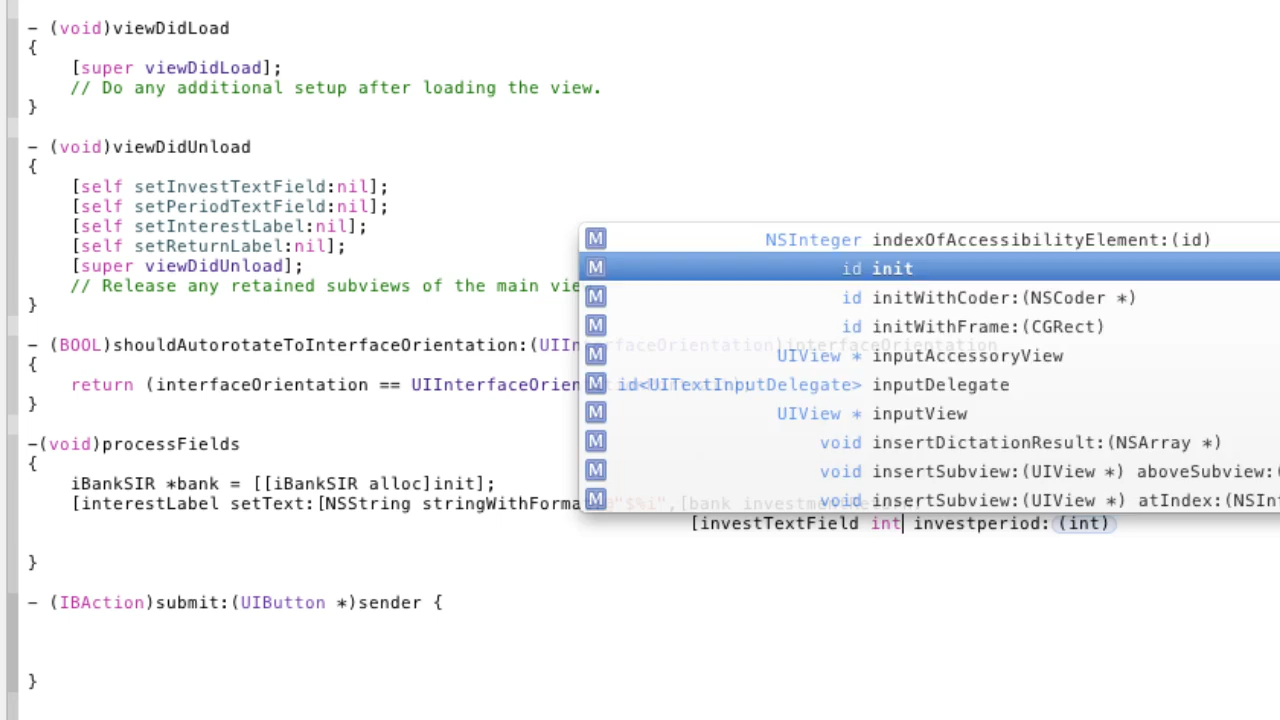 - (void)viewDidLoad
{
[super viewDidLoad];
// Do any additional setup after loading the view.
}
- (void)viewDidUnload
{
[self setInvestTextField:nil];
[self setPeriodTextField:nil];
[self setInterestLabel:nil];
[self setReturnLabel:nil];
[super viewDidUnload];
// Release any retained subviews of the main vie
}
- (BOOL)shouldAutorotateToInterfaceOrientation:(UIInterfaceOrientation)interfaceOrientation
{
return (interfaceOrientation == UIInterfaceOrien
}
-(void)processFields
{
iBankSIR *bank = [[iBankSIR alloc]init];
[interestLabel setText:[NSString stringWithForma "$%i",[bank
[investTextField int investperiod:(int)
}
- (IBAction)submit:(UIButton *)sender {
}
M NSInteger indexOfAccessibilityElement:(id)
M id init
M id initWithCoder:(NSCoder *)
M id initWithFrame:(CGRect)
M UIView * inputAccessoryView
M id<UITextInputDelegate> inputDelegate
M UIView * inputView
M void insertDictationResult:(NSArray *)
M void insertSubview:(UIView *) aboveSubview:(
M void insertSubview:(UIView *) atIndex:(NSInt